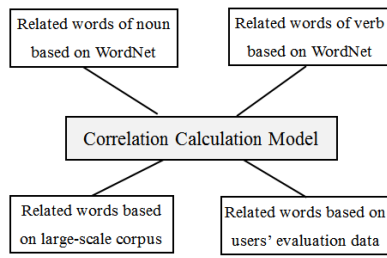 Related words of noun
based on WordNet
Related words of verb
based on WordNet
Correlation Calculation Model
Related words based
on large-scale corpus
Related words based on
users' evaluation data